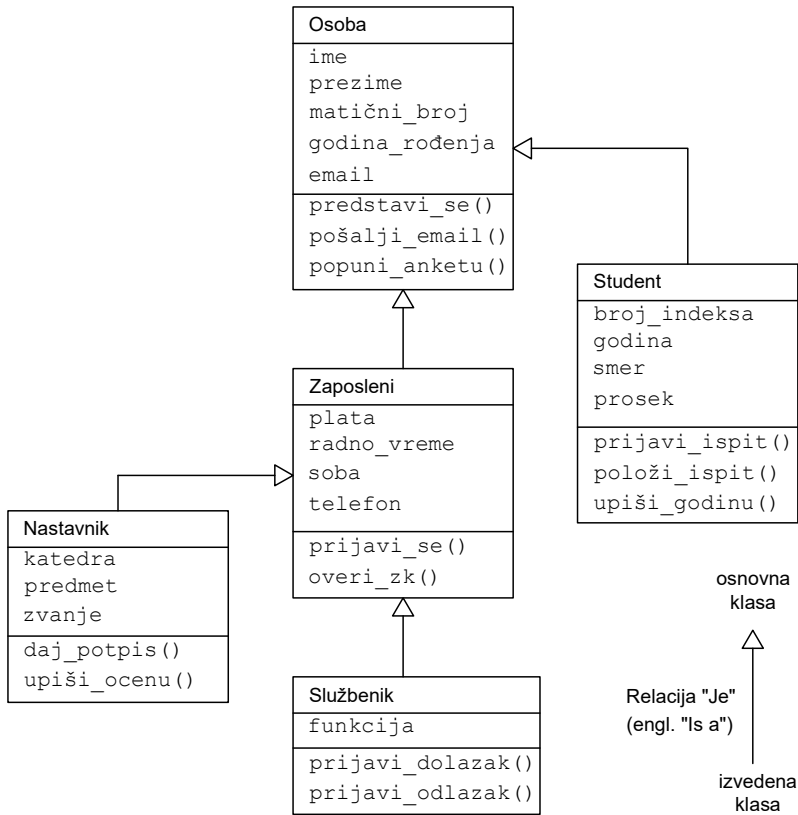 Osoba
ime
prezime
matični_broj
godina_rođenja
email
predstavi_se()
pošalji_email()
popuni_anketu()
Student
broj_indeksa
godina
smer
prosek
prijavi_ispit()
položi_ispit()
upiši_godinu()
Zaposleni
plata
radno_vreme
soba
telefon
prijavi_se()
overi_zk()
Nastavnik
katedra
predmet
zvanje
daj_potpis()
upiši_ocenu()
Službenik
funkcija
prijavi_dolazak()
prijavi_odlazak()
osnovna
klasa
Relacija "Je"
(engl. "Is a")
izvedena
klasa